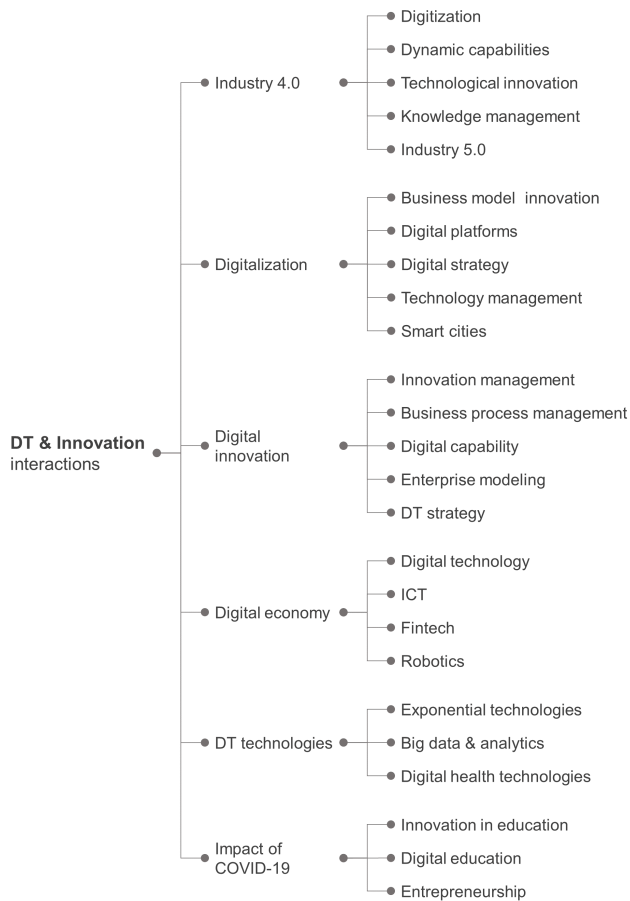 DT & Innovation
interactions
Industry 4.0
Digitization
Dynamic capabilities
Technological innovation
Knowledge management
Industry 5.0
Digitalization
Business model  innovation
Digital platforms
Digital strategy
Technology management
Smart cities
Digital
innovation
Innovation management
Business process management
Digital capability
Enterprise modeling
DT strategy
Digital economy
Digital technology
ICT
Fintech
Robotics
DT technologies
Exponential technologies
Big data & analytics
Digital health technologies
Impact of
COVID-19
Innovation in education
Digital education
Entrepreneurship